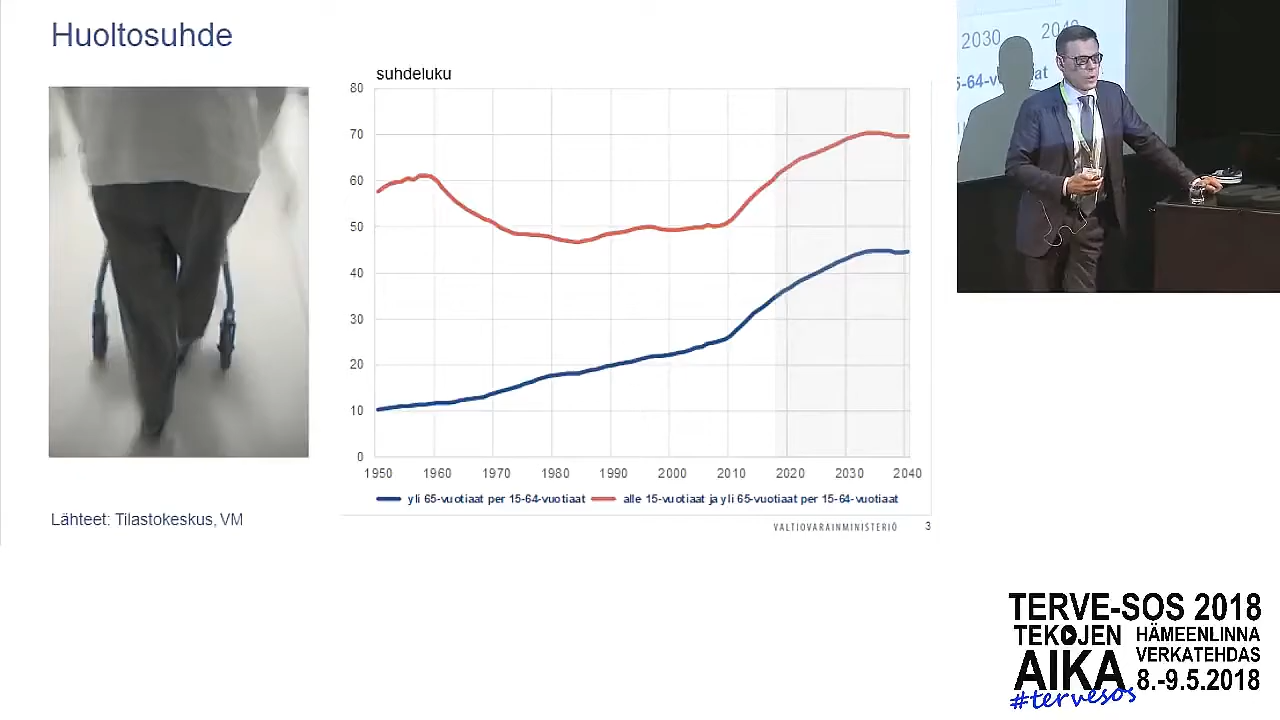 Huoltosuhde
suhdeluku
80
70
60
50
40
30
20
10
0
1950 1960 1970 1980 1990 2000 2010 2020 2030 2040
yli 65-vuotiaat per 15-64-vuotiaat alle 15-vuotiaat ja yli 65-vuotiaat per 15-64-vuotiaat
Lähteet: Tilastokeskus, VM
VALTIOVARAINMINISTERIÖ 3
2030
TERVE-SOS 2018
TEKOJEN
AIKA
HÄMEENLINNA
VERKATEHDAS
8.-9.5.2018
#tervesos